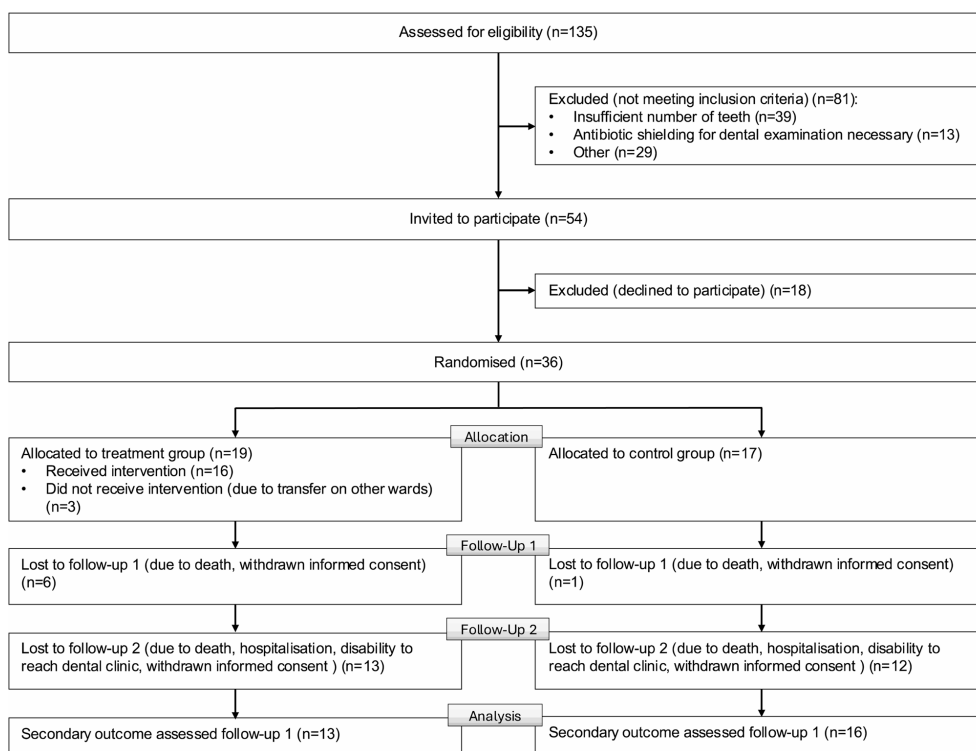 Assessed for eligibility (n=135)
Excluded (not meeting inclusion criteria) (n=81):
• Insufficient number of teeth (n=39)
• Antibiotic shielding for dental examination necessary (n=13)
• Other (n=29)
Invited to participate (n=54)
Excluded (declined to participate) (n=18)
Randomised (n=36)
Allocation
Allocated to treatment group (n=19)
• Received intervention (n=16)
• Did not receive intervention (due to transfer on other wards)
(n=3)
Allocated to control group (n=17)
Follow-Up 1
Lost to follow-up 1 (due to death, withdrawn informed consent)
(n=6)
Lost to follow-up 1 (due to death, withdrawn informed consent)
(n=1)
Follow-Up 2
Lost to follow-up 2 (due to death, hospitalisation, disability to
reach dental clinic, withdrawn informed consent ) (n=13)
Lost to follow-up 2 (due to death, hospitalisation, disability to
reach dental clinic, withdrawn informed consent ) (n=12)
Analysis
Secondary outcome assessed follow-up 1 (n=13)
Secondary outcome assessed follow-up 1 (n=16)